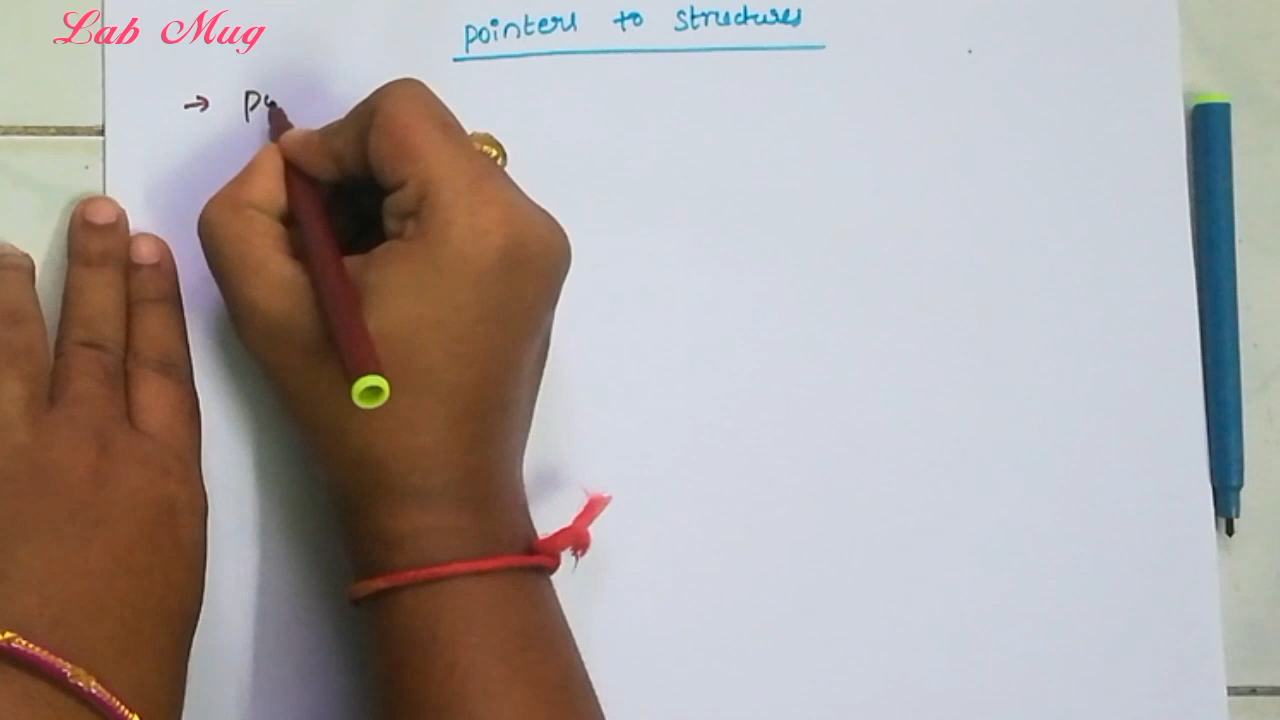 Lab Mug
pointers to structures
→